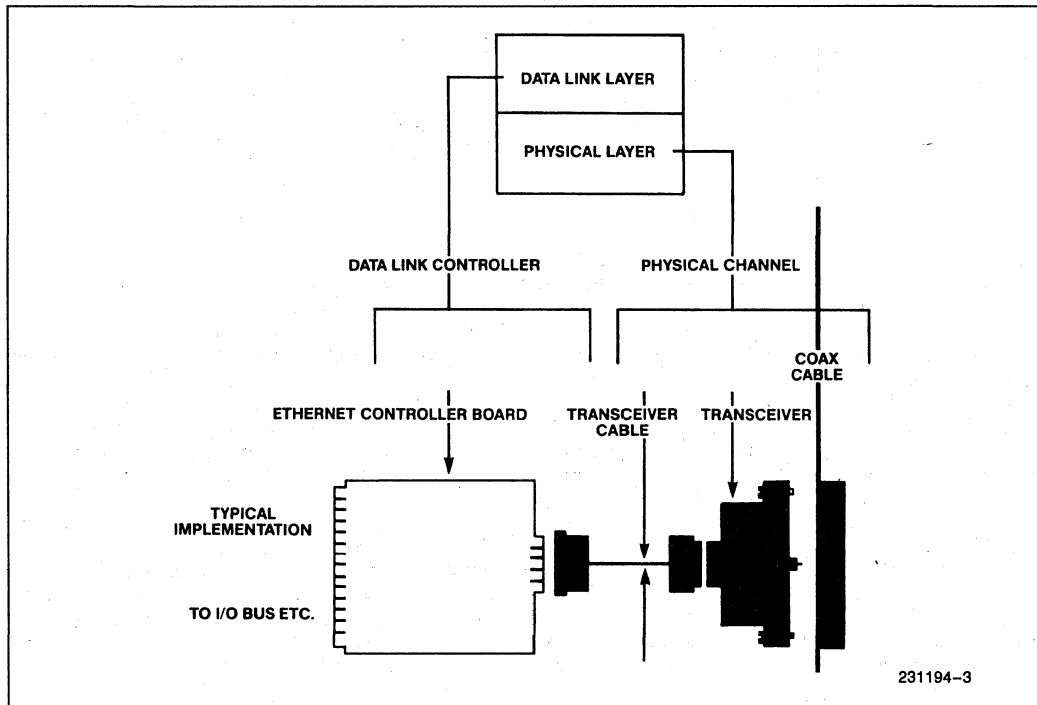 DATA LINK LAYER
PHYSICAL LAYER
DATA LINK CONTROLLER
PHYSICAL CHANNEL
COAX
CABLE
ETHERNET CONTROLLER BOARD
TRANSCEIVER
CABLE
TRANSCEIVER
TYPICAL
IMPLEMENTATION
TO I/O BUS ETC.
231194–3